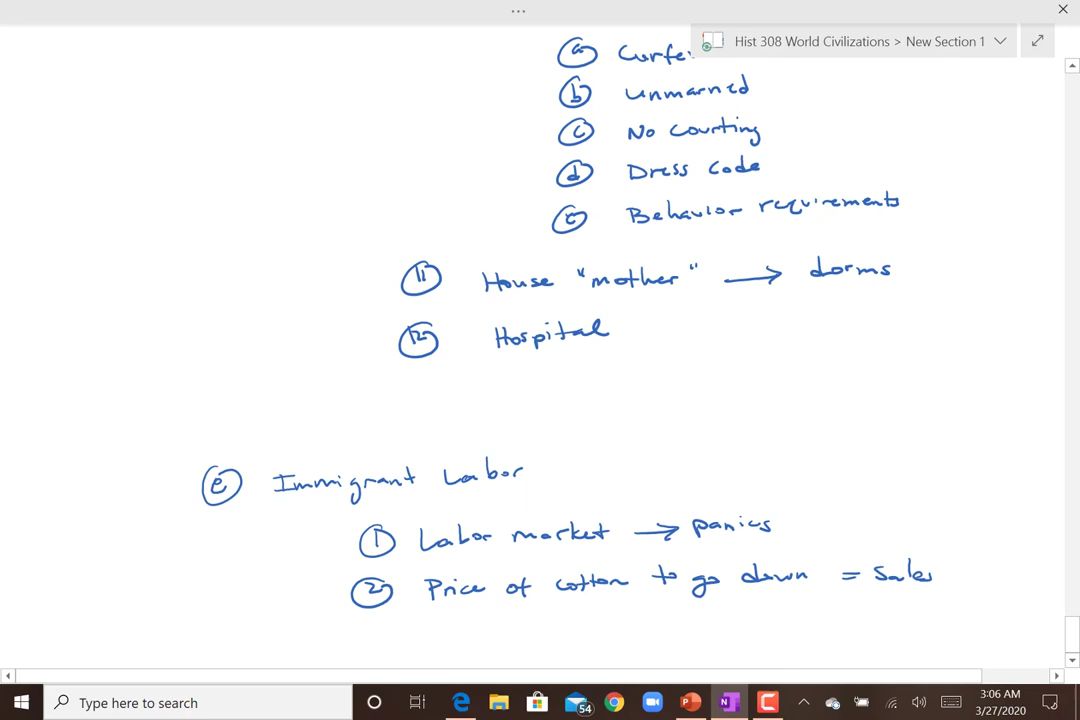 Hist 308 World Civilizations > New Section 1
a Curfe
b unmarried
c No Courting
d Dress Code
e Behavior requirements
11 House "mother" → dorms
12 Hospital
e Immigrant Labor
1 Labor market → panics
2 Price of cotton to go down = Sales
Type here to search
54
3:06 AM
3/27/2020